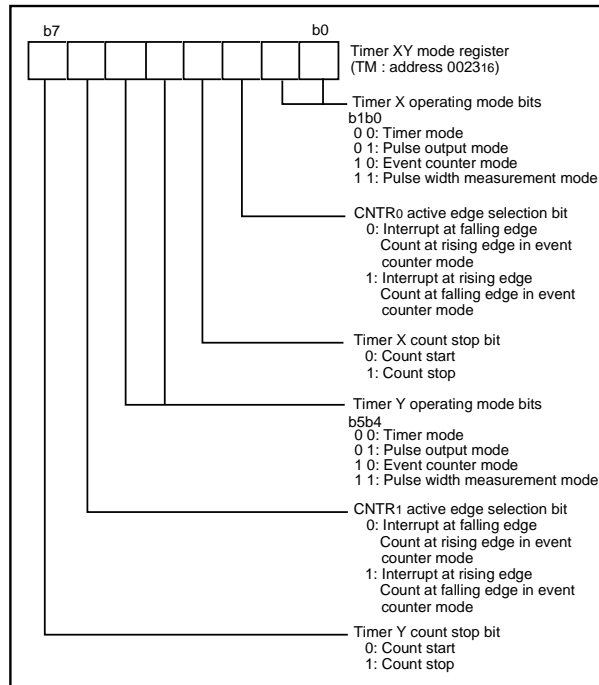 b7
b0
Timer XY mode register
(TM : address 002316)
Timer X operating mode bits
b1b0
0 0: Timer mode
0 1: Pulse output mode
1 0: Event counter mode
1 1: Pulse width measurement mode
CNTR0 active edge selection bit
0: Interrupt at falling edge
Count at rising edge in event
counter mode
1: Interrupt at rising edge
Count at falling edge in event
counter mode
Timer X count stop bit
0: Count start
1: Count stop
Timer Y operating mode bits
b5b4
0 0: Timer mode
0 1: Pulse output mode
1 0: Event counter mode
1 1: Pulse width measurement mode
CNTR1 active edge selection bit
0: Interrupt at falling edge
Count at rising edge in event
counter mode
1: Interrupt at rising edge
Count at falling edge in event
counter mode
Timer Y count stop bit
0: Count start
1: Count stop